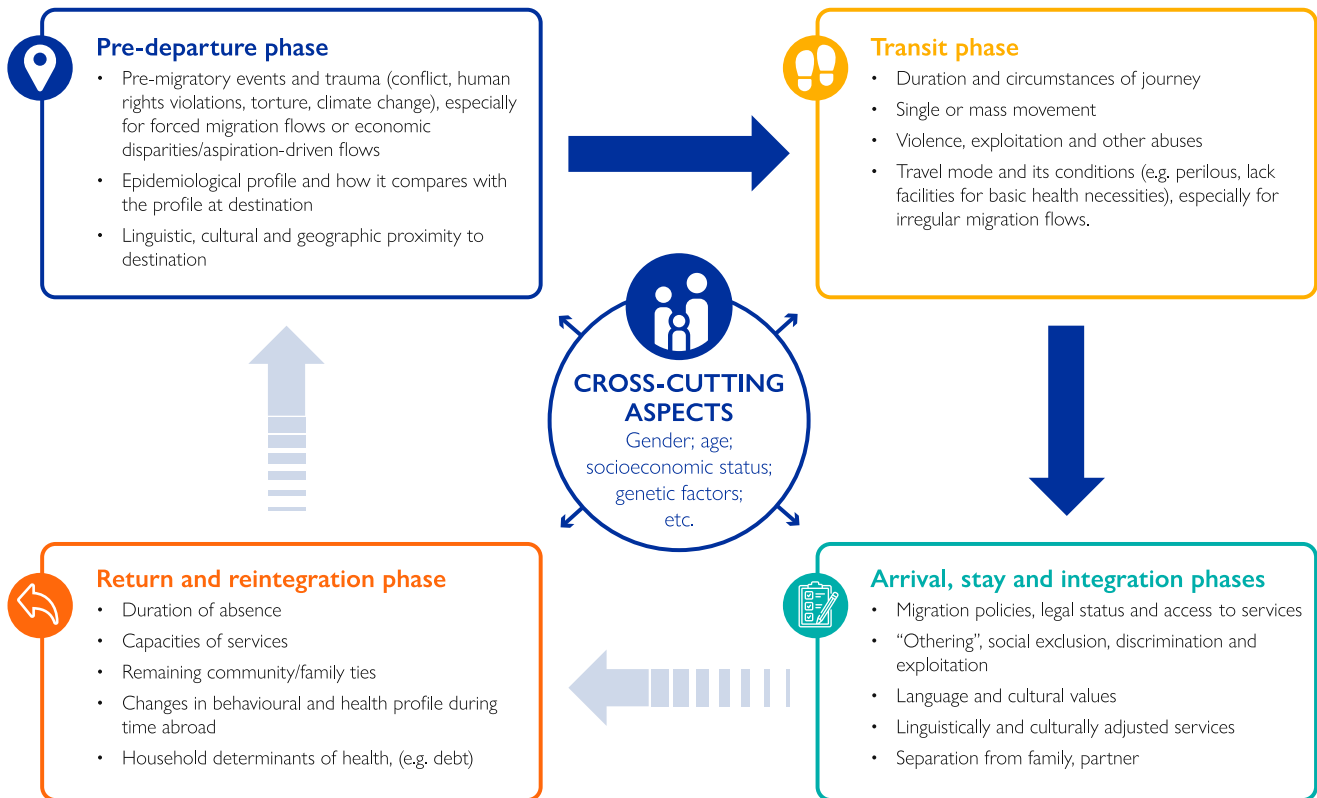 Pre-departure phase
• Pre-migratory events and trauma (conflict, human
rights violations, torture, climate change), especially
for forced migration flows or economic
disparities/aspiration-driven flows
• Epidemiological profile and how it compares with
the profile at destination
• Linguistic, cultural and geographic proximity to
destination
Transit phase
• Duration and circumstances of journey
• Single or mass movement
• Violence, exploitation and other abuses
• Travel mode and its conditions (e.g. perilous, lack
facilities for basic health necessities), especially for
irregular migration flows.
CROSS-CUTTING
ASPECTS
Gender; age;
socioeconomic status;
genetic factors;
etc.
Return and reintegration phase
• Duration of absence
• Capacities of services
• Remaining community/family ties
• Changes in behavioural and health profile during
time abroad
• Household determinants of health, (e.g. debt)
Arrival, stay and integration phases
• Migration policies, legal status and access to services
• “Othering”, social exclusion, discrimination and
exploitation
• Language and cultural values
• Linguistically and culturally adjusted services
• Separation from family, partner